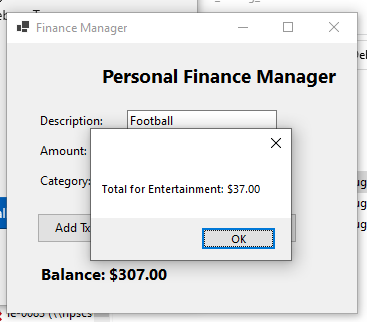 Finance Manager
Personal Finance Manager
Description: Football
Amount:
Total for Entertainment: $37.00
Category:
Add Tx
OK
Balance: $307.00